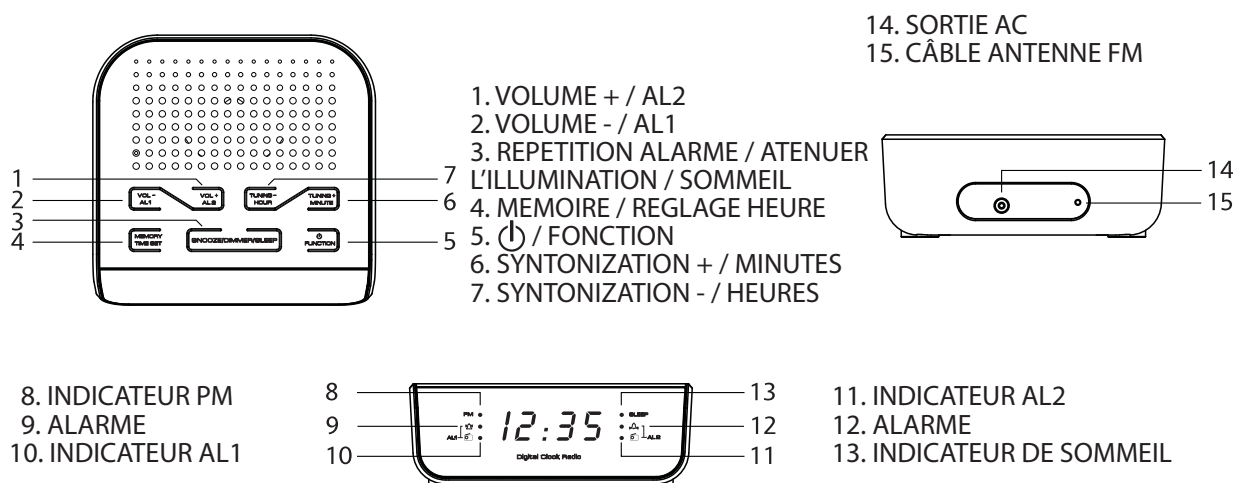 14. SORTIE AC
15. CÂBLE ANTENNE FM
1. VOLUME + / AL2
2. VOLUME - / AL1
3. REPETITION ALARME / ATENUER
L'ILLUMINATION / SOMMEIL
4. MEMOIRE / REGLAGE HEURE
5. / FONCTION
6. SYNTONIZATION + / MINUTES
7. SYNTONIZATION - / HEURES
1
2
3
4
7
6
5
VOL -
AL1
VOL +
AL2
TUNING -
HOUR
TUNING +
MINUTE
MEMORY
TIME SET
SNOOZE/DIMMER/SLEEP
FUNCTION
14
15
8. INDICATEUR PM
9. ALARME
10. INDICATEUR AL1
8
9
10
PM
AL1
12:35
SLEEP
AL2
Digital Clock Radio
13
12
11
11. INDICATEUR AL2
12. ALARME
13. INDICATEUR DE SOMMEIL